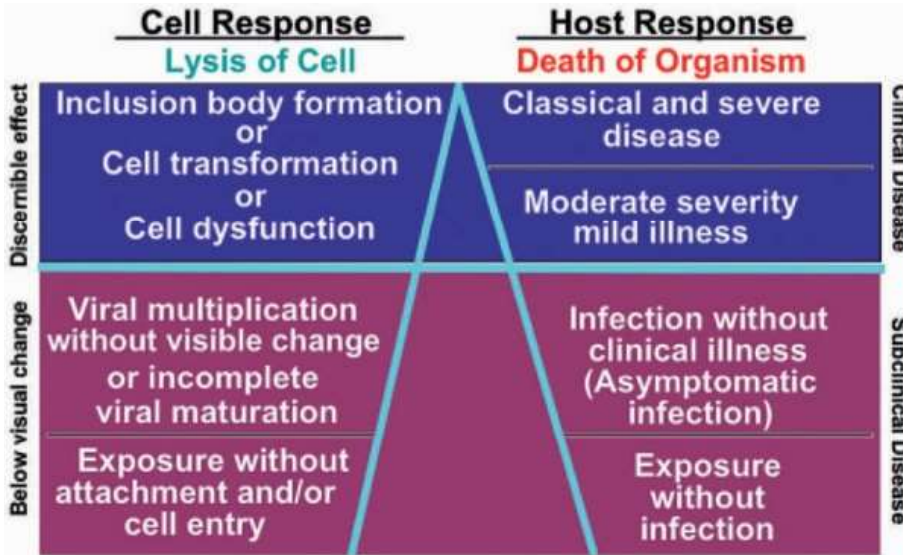 Cell Response
Lysis of Cell
Host Response
Death of Organism
Discernible effect
Inclusion body formation
or
Cell transformation
or
Cell dysfunction
Classical and severe
disease
Moderate severity
mild illness
Clinical Disease
Below visual change
Viral multiplication
without visible change
or incomplete
viral maturation
Exposure without
attachment and/or
cell entry
Infection without
clinical illness
(Asymptomatic
infection)
Exposure
without
infection
Subclinical Disease